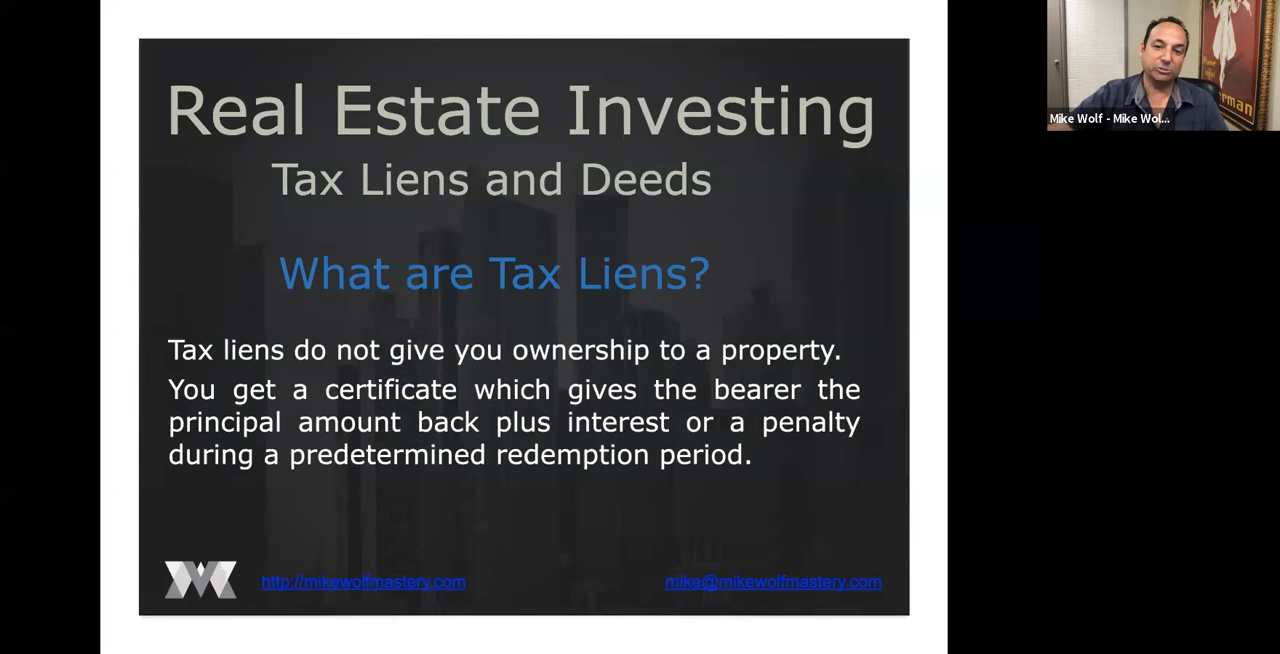 Real Estate Investing
Tax Liens and Deeds
What are Tax Liens?
Tax liens do not give you ownership to a property.
You get a certificate which gives the bearer the
principal amount back plus interest or a penalty
during a predetermined redemption period.
http://mikewolfmastery.com
mike@mikewolfmastery.com
Mike Wolf - Mike Wol...
rrman